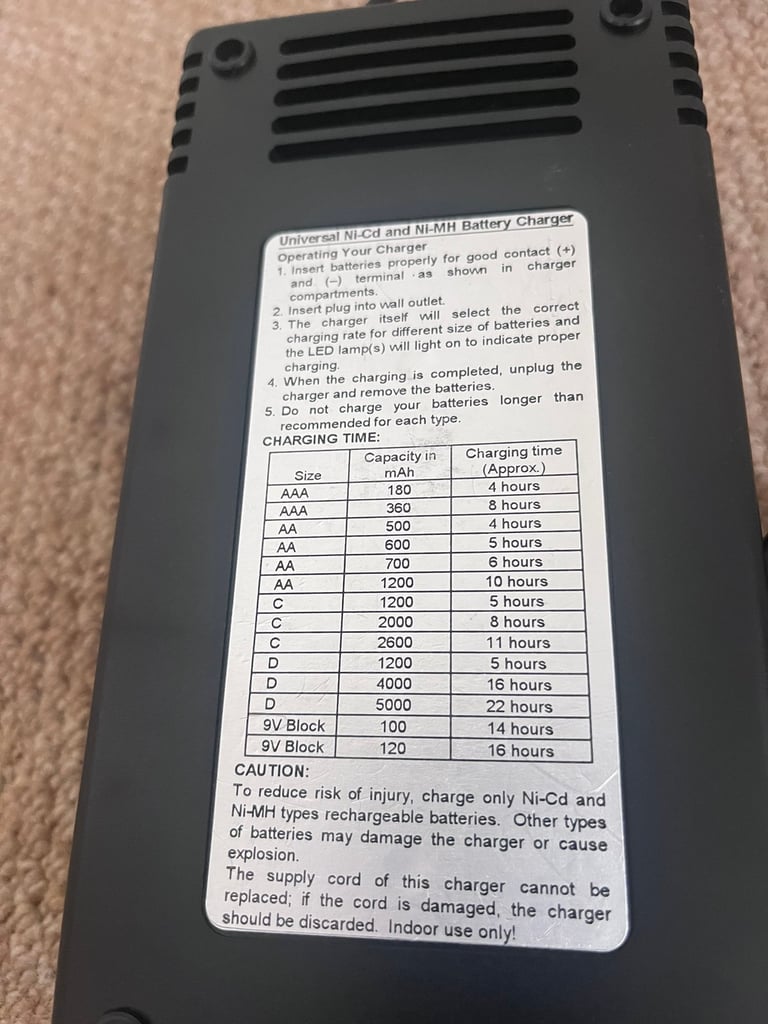 Universal Ni-Cd and Ni-MH Battery Charger
Operating Your Charger
1. Insert batteries properly for good contact (+)
and (–) terminal as shown in charger
compartments.
2. Insert plug into wall outlet.
3. The charger itself will select the correct
charging rate for different size of batteries and
the LED lamp(s) will light on to indicate proper
charging.
4. When the charging is completed, unplug the
charger and remove the batteries.
5. Do not charge your batteries longer than
recommended for each type.
CHARGING TIME:
Size Capacity in mAh Charging time (Approx.)
AAA 180 4 hours
AAA 360 8 hours
AA 500 4 hours
AA 600 5 hours
AA 700 6 hours
AA 1200 10 hours
C 1200 5 hours
C 2000 8 hours
C 2600 11 hours
D 1200 5 hours
D 4000 16 hours
D 5000 22 hours
9V Block 100 14 hours
9V Block 120 16 hours
CAUTION:
To reduce risk of injury, charge only Ni-Cd and
Ni-MH types rechargeable batteries. Other types
of batteries may damage the charger or cause
explosion.
The supply cord of this charger cannot be
replaced; if the cord is damaged, the charger
should be discarded. Indoor use only!